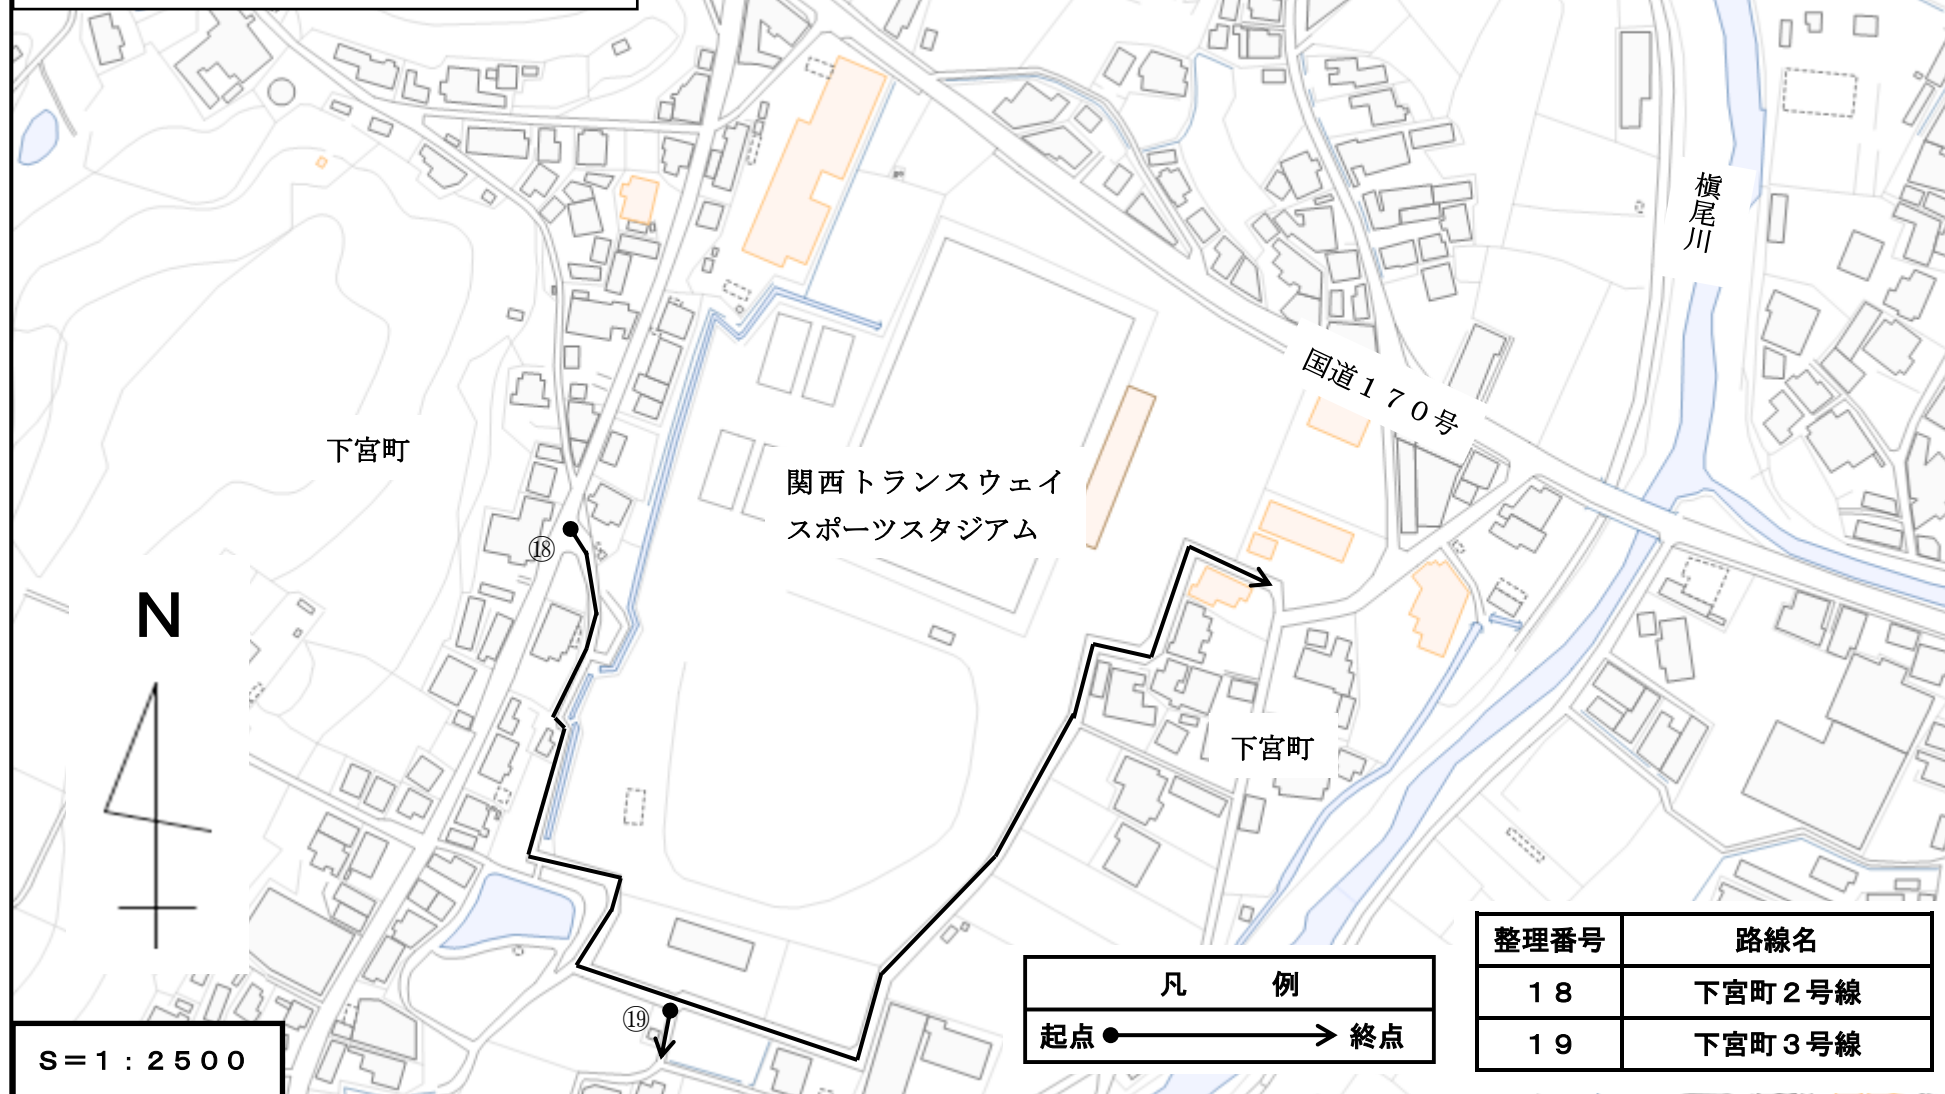 槇尾川
国道１７０号
下宮町
関西トランスウェイ
スポーツスタジアム
⑱
N
下宮町
整理番号 路線名
１８ 下宮町２号線
１９ 下宮町３号線
凡 例
起点 終点
⑲
Ｓ＝１：２５００